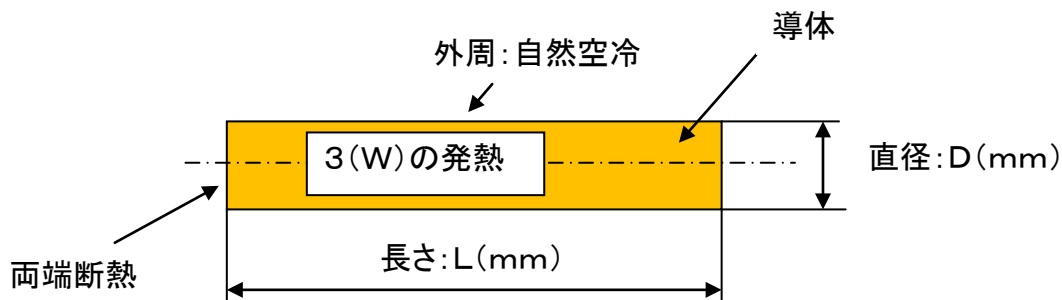 導体
外周：自然空冷
３（Ｗ）の発熱
直径：Ｄ（ｍｍ）
長さ：Ｌ（ｍｍ）
両端断熱